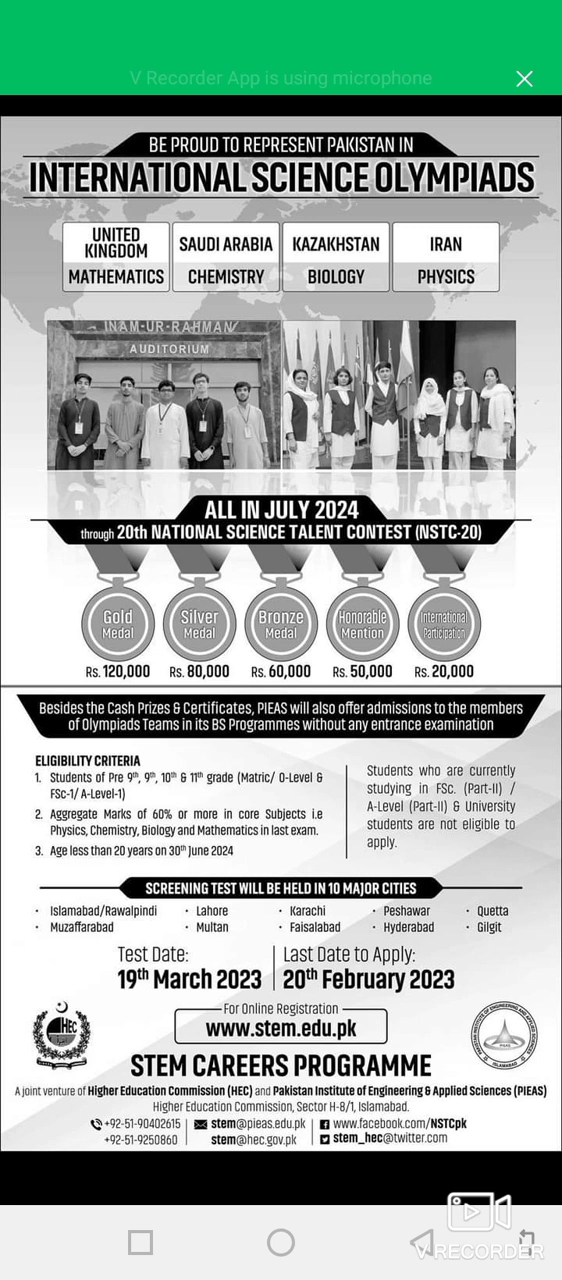 V Recorder App is using microphone
BE PROUD TO REPRESENT PAKISTAN IN
INTERNATIONAL SCIENCE OLYMPIADS
UNITED KINGDOM
MATHEMATICS
SAUDI ARABIA
CHEMISTRY
KAZAKHSTAN
BIOLOGY
IRAN
PHYSICS
INAM-UR-RAHMAN
AUDITORIUM
ALL IN JULY 2024
through 20th NATIONAL SCIENCE TALENT CONTEST (NSTC-20)
Gold Medal
Silver Medal
Bronze Medal
Honorable Mention
International Participation
Rs. 120,000 Rs. 80,000 Rs. 60,000 Rs. 50,000 Rs. 20,000
Besides the Cash Prizes & Certificates, PIEAS will also offer admissions to the members
of Olympiads Teams in its BS Programmes without any entrance examination
ELIGIBILITY CRITERIA
1. Students of Pre 9th, 9th, 10th & 11th grade (Matric/ O-Level &
FSc-1/ A-Level-1)
2. Aggregate Marks of 60% or more in core Subjects i.e
Physics, Chemistry, Biology and Mathematics in last exam.
3. Age less than 20 years on 30th June 2024
Students who are currently
studying in FSc. (Part-II) /
A-Level (Part-II) & University
students are not eligible to
apply.
SCREENING TEST WILL BE HELD IN 10 MAJOR CITIES
• Islamabad/Rawalpindi • Lahore • Karachi • Peshawar • Quetta
• Muzaffarabad • Multan • Faisalabad • Hyderabad • Gilgit
Test Date:
19th March 2023
Last Date to Apply:
20th February 2023
For Online Registration
www.stem.edu.pk
HEC
PAKISTAN INSTITUTE OF ENGINEERING AND APPLIED SCIENCES
PIEAS
ISLAMABAD
STEM CAREERS PROGRAMME
A joint venture of Higher Education Commission (HEC) and Pakistan Institute of Engineering & Applied Sciences (PIEAS)
Higher Education Commission, Sector H-8/1, Islamabad.
+92-51-90402615 stem@pieas.edu.pk www.facebook.com/NSTCpk
+92-51-9250860 stem@hec.gov.pk stem_hec@twitter.com
V RECORDER